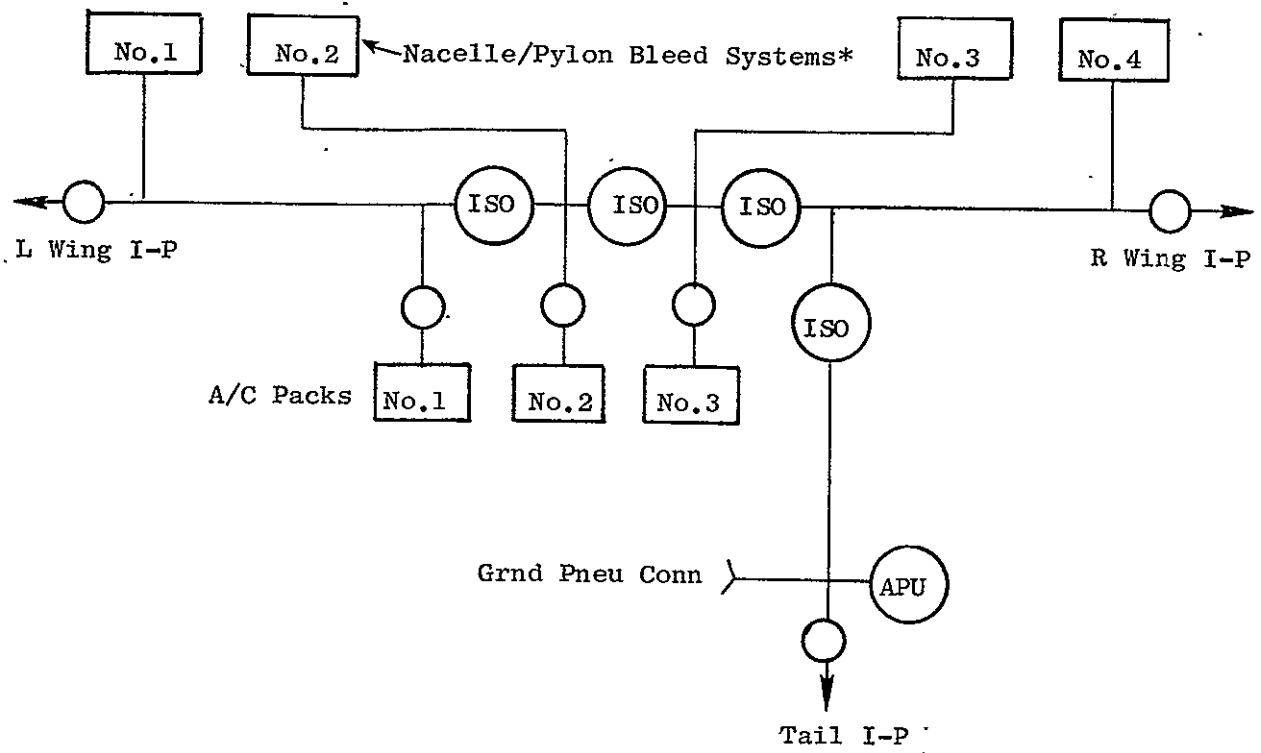 No.1
No.2
Nacelle/Pylon Bleed Systems*
No.3
No.4
ISO
ISO
ISO
L Wing I-P
R Wing I-P
ISO
A/C Packs
No.1
No.2
No.3
Grnd Pneu Conn
APU
Tail I-P